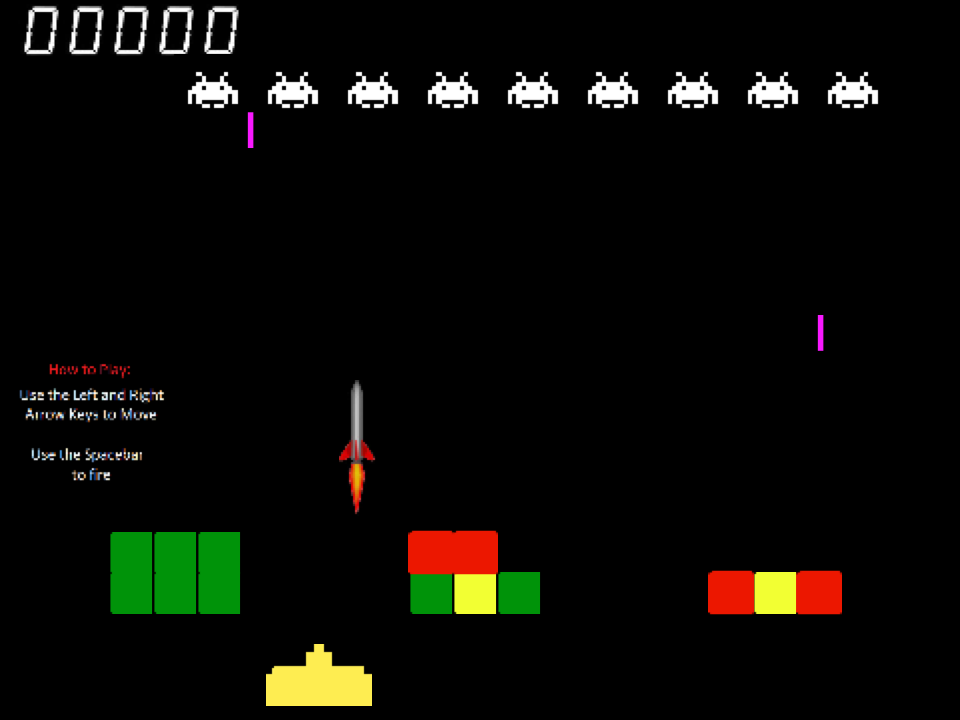 00000
How to Play:
Use the Left and Right
Arrow Keys to Move
Use the Spacebar
to fire